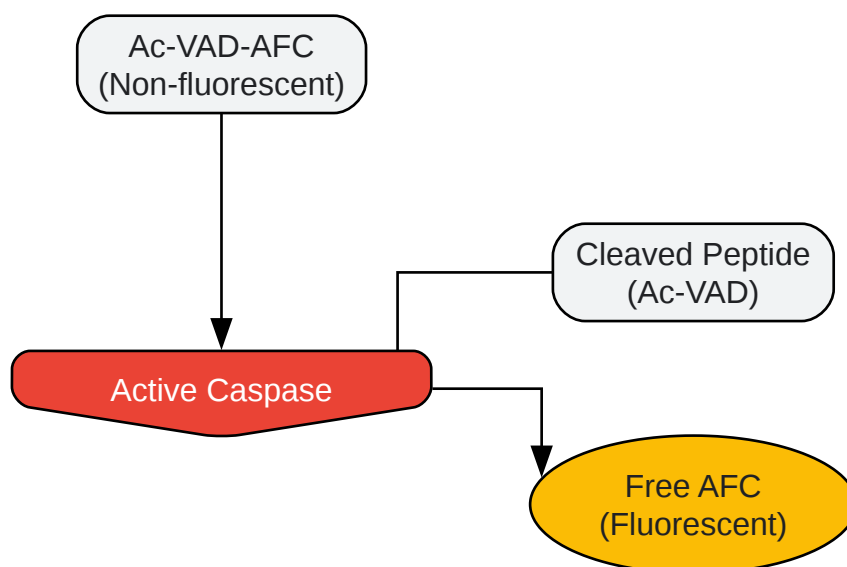 Ac-VAD-AFC
(Non-fluorescent)
Cleaved Peptide
(Ac-VAD)
Active Caspase
Free AFC
(Fluorescent)